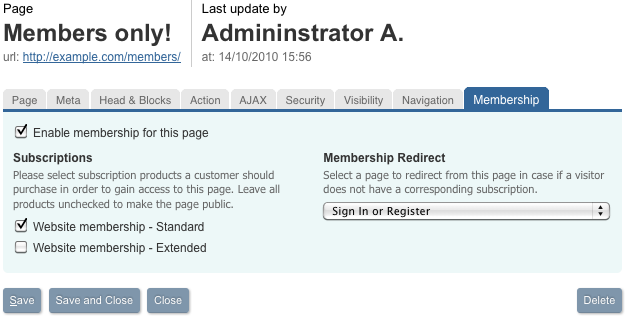 Page
Members only!
url: http://example.com/members/
Last update by
Admininstrator A.
at: 14/10/2010 15:56
Page Meta Head & Blocks Action AJAX Security Visibility Navigation Membership
Enable membership for this page
Subscriptions
Please select subscription products a customer should
purchase in order to gain access to this page. Leave all
products unchecked to make the page public.
Website membership - Standard
Website membership - Extended
Membership Redirect
Select a page to redirect from this page in case if a visitor
does not have a corresponding subscription.
Sign In or Register
Save Save and Close Close Delete